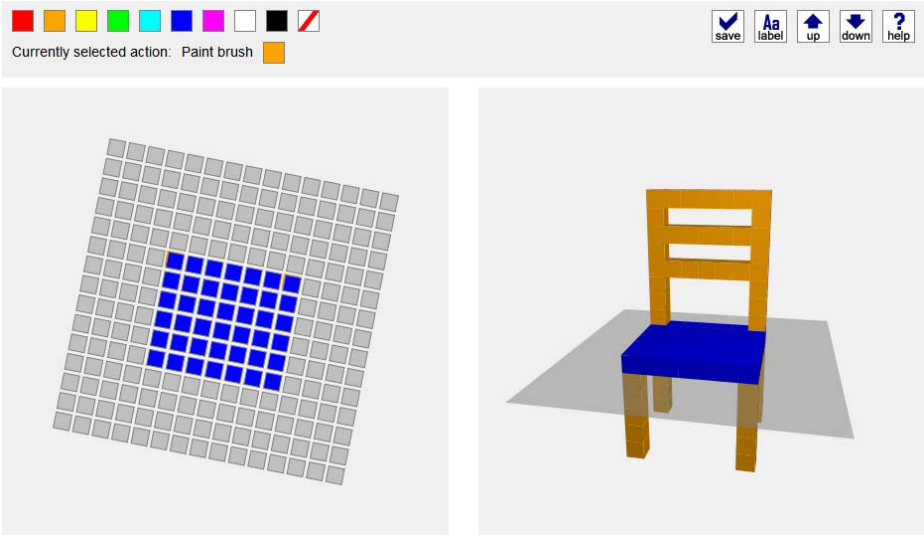 save
Aa
label
up
down
?
help
Currently selected action: Paint brush